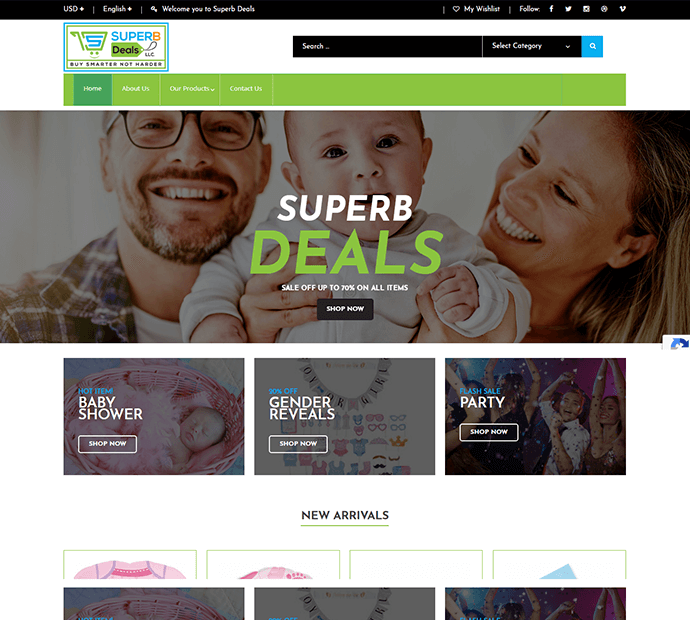 USD + | English + | Welcome you to Superb Deals | My Wishlist | Follow:
SUPERB
Deals
LLC.
BUY SMARTER NOT HARDER
Search ... Select Category
Home About Us Our Products Contact Us
SUPERB
DEALS
SALE OFF UP TO 70% ON ALL ITEMS
SHOP NOW
HOT ITEM!
BABY
SHOWER
SHOP NOW
20% OFF
GENDER
REVEALS
SHOP NOW
FLASH SALE
PARTY
SHOP NOW
NEW ARRIVALS